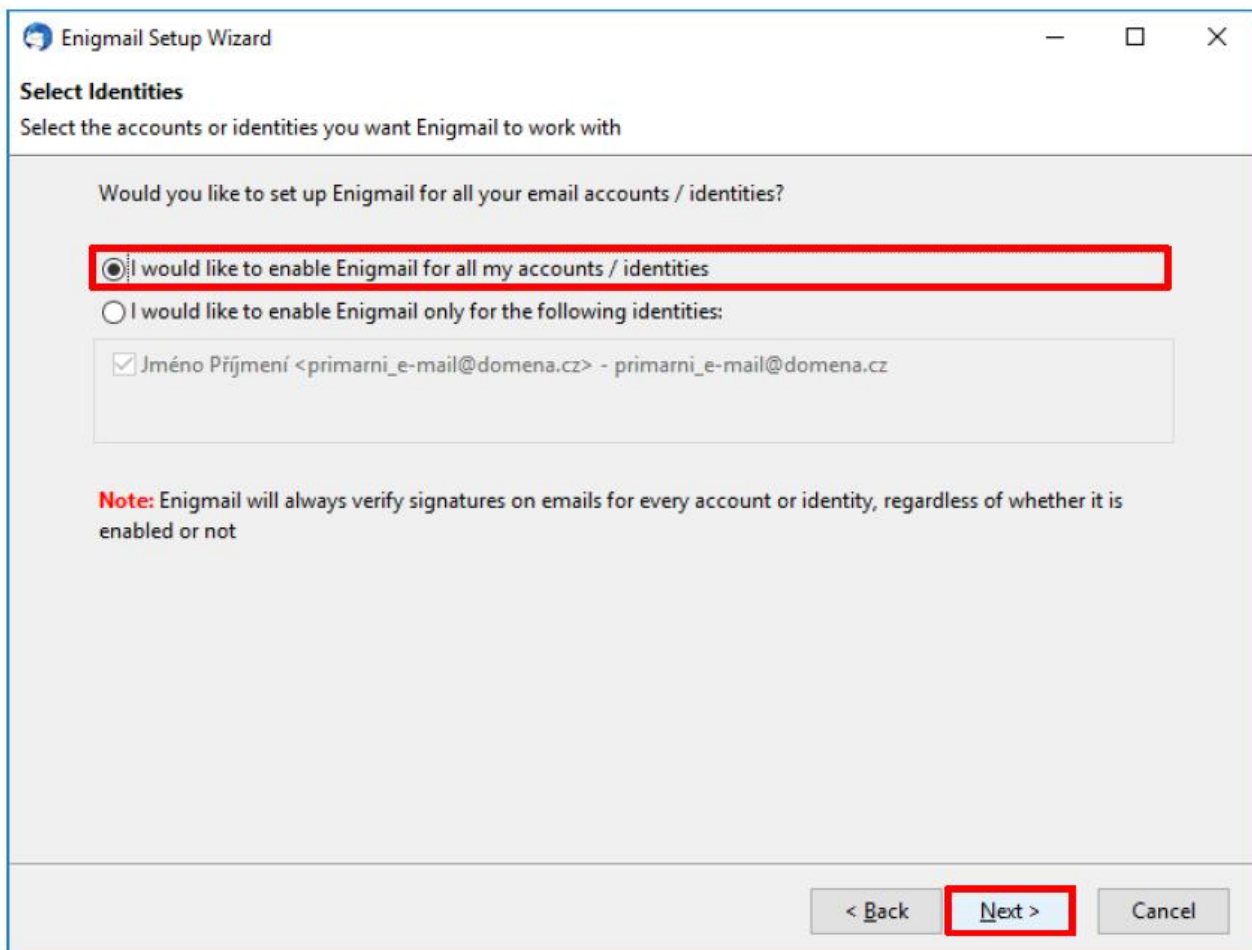 Enigmail Setup Wizard
Select Identities
Select the accounts or identities you want Enigmail to work with
Would you like to set up Enigmail for all your email accounts / identities?
I would like to enable Enigmail for all my accounts / identities
I would like to enable Enigmail only for the following identities:
Jméno Příjmení <primarni_e-mail@domena.cz> - primarni_e-mail@domena.cz
Note: Enigmail will always verify signatures on emails for every account or identity, regardless of whether it is
enabled or not
< Back Next > Cancel